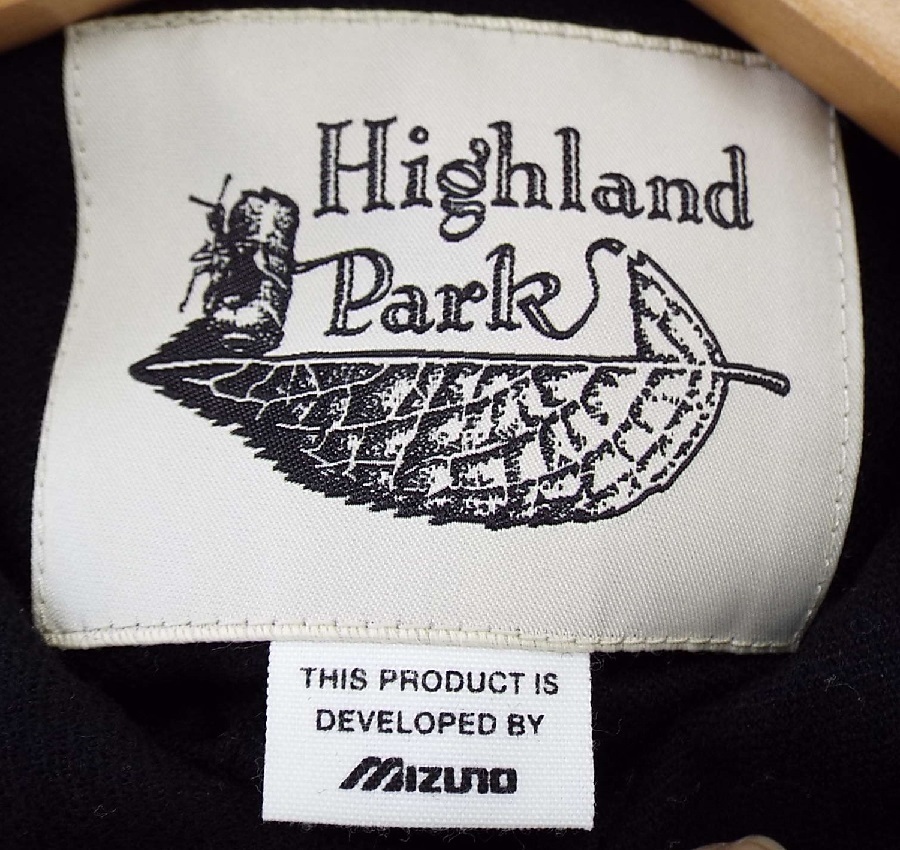 Highland
Park
THIS PRODUCT IS
DEVELOPED BY
MIZUNO